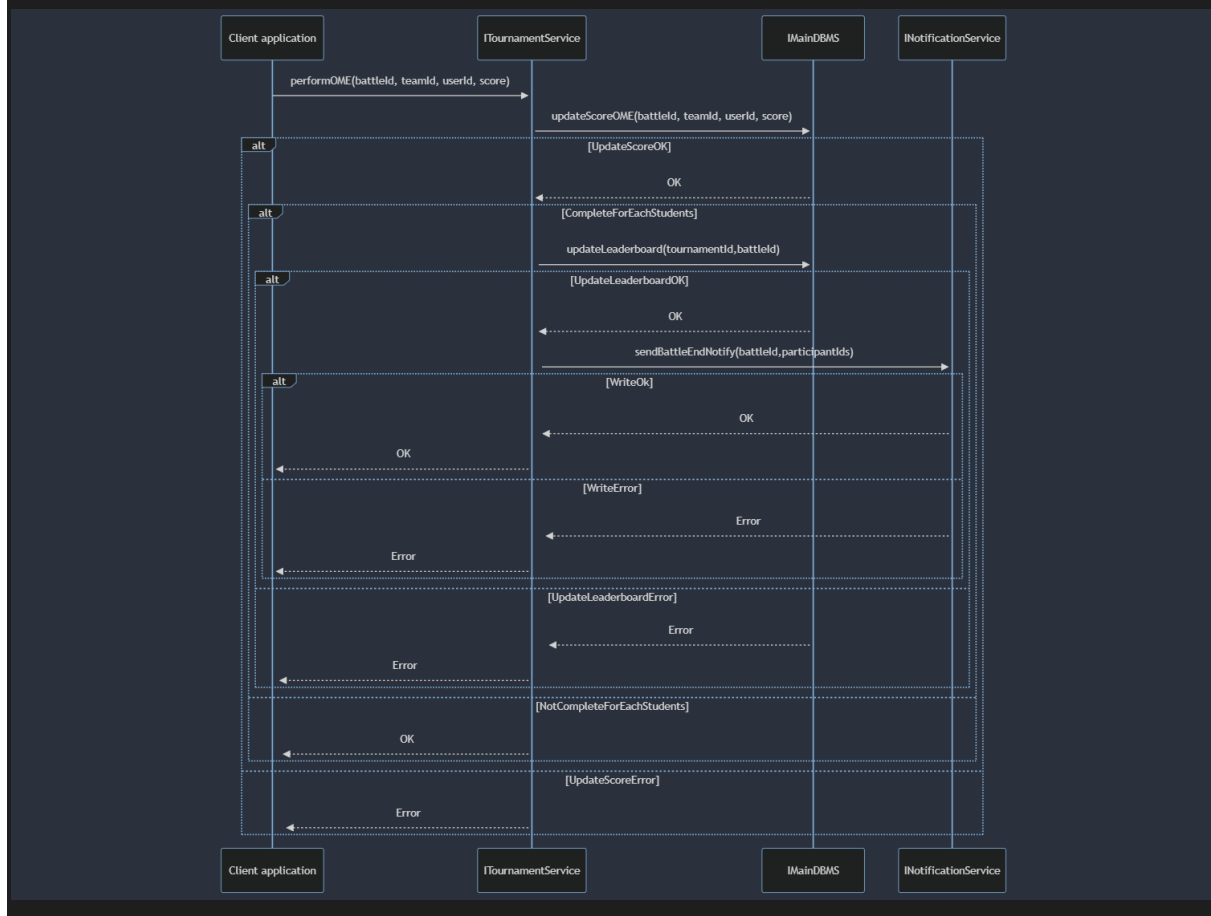 Client application
ITournamentService
IMainDBMS
INotificationService
performOME(battleId, teamId, userId, score)
updateScoreOME(battleId, teamId, userId, score)
alt
[UpdateScoreOK]
OK
alt
[CompleteForEachStudents]
updateLeaderboard(tournamentId,battleId)
alt
[UpdateLeaderboardOK]
OK
sendBattleEndNotify(battleId,participantIds)
alt
[WriteOk]
OK
OK
[WriteError]
Error
Error
[UpdateLeaderboardError]
Error
Error
[NotCompleteForEachStudents]
OK
[UpdateScoreError]
Error
Client application
ITournamentService
IMainDBMS
INotificationService